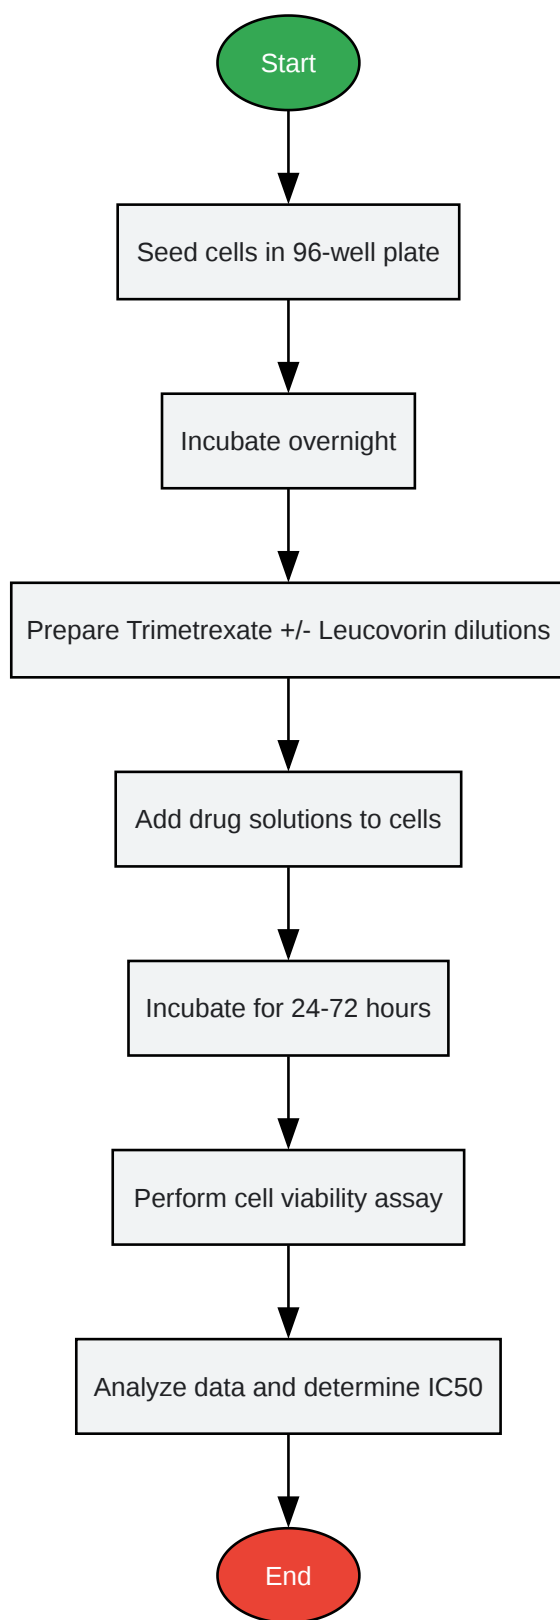 Start
Seed cells in 96-well plate
Incubate overnight
Prepare Trimetrexate +/- Leucovorin dilutions
Add drug solutions to cells
Incubate for 24-72 hours
Perform cell viability assay
Analyze data and determine IC50
End